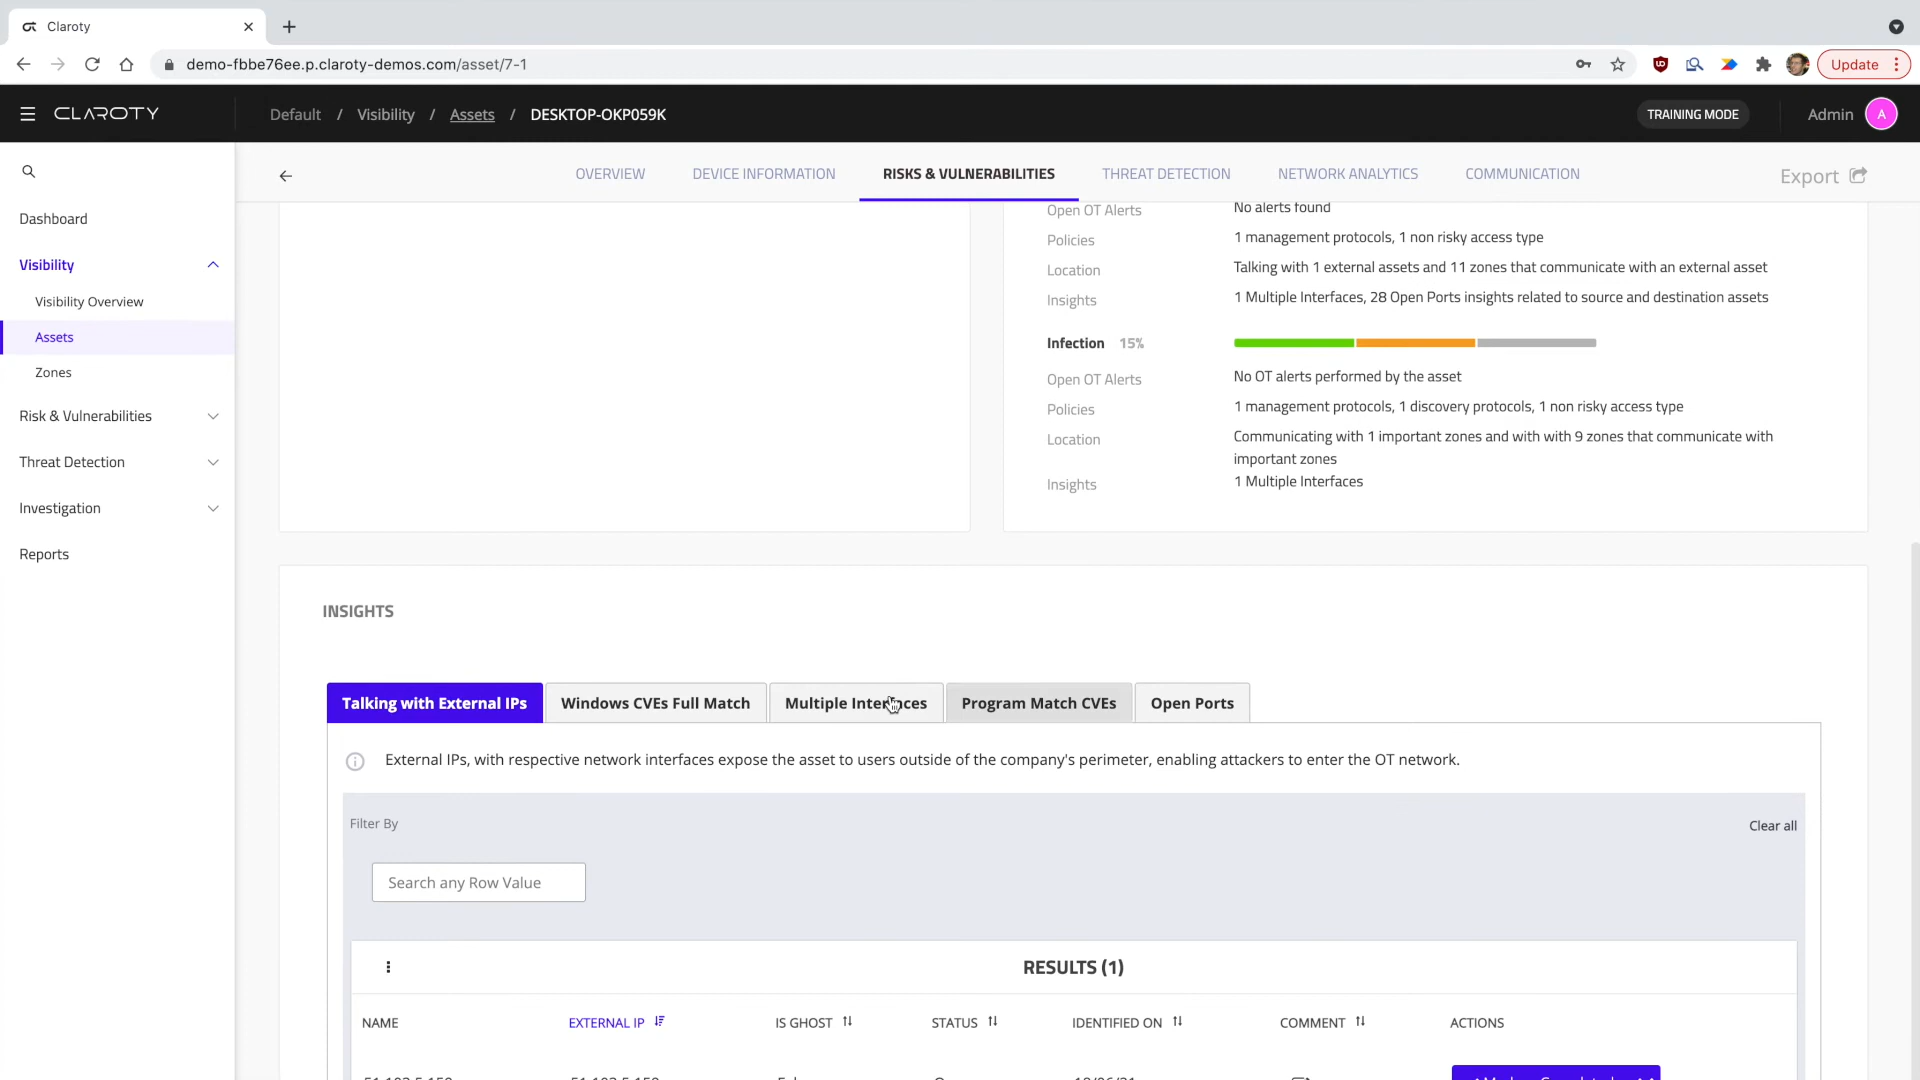 Claroty
demo-fbbe76ee.p.claroty-demos.com/asset/7-1
Update
CLAROTY
Default / Visibility / Assets / DESKTOP-OKP059K
TRAINING MODE
Admin
A
OVERVIEW
DEVICE INFORMATION
RISKS & VULNERABILITIES
THREAT DETECTION
NETWORK ANALYTICS
COMMUNICATION
Export
Dashboard
Visibility
Visibility Overview
Assets
Zones
Risk & Vulnerabilities
Threat Detection
Investigation
Reports
Open OT Alerts No alerts found
Policies 1 management protocols, 1 non risky access type
Location Talking with 1 external assets and 11 zones that communicate with an external asset
Insights 1 Multiple Interfaces, 28 Open Ports insights related to source and destination assets
Infection 15%
Open OT Alerts No OT alerts performed by the asset
Policies 1 management protocols, 1 discovery protocols, 1 non risky access type
Location Communicating with 1 important zones and with with 9 zones that communicate with
important zones
Insights 1 Multiple Interfaces
INSIGHTS
Talking with External IPs
Windows CVEs Full Match
Multiple Interfaces
Program Match CVEs
Open Ports
External IPs, with respective network interfaces expose the asset to users outside of the company's perimeter, enabling attackers to enter the OT network.
Filter By
Clear all
Search any Row Value
RESULTS (1)
NAME EXTERNAL IP IS GHOST STATUS IDENTIFIED ON COMMENT ACTIONS